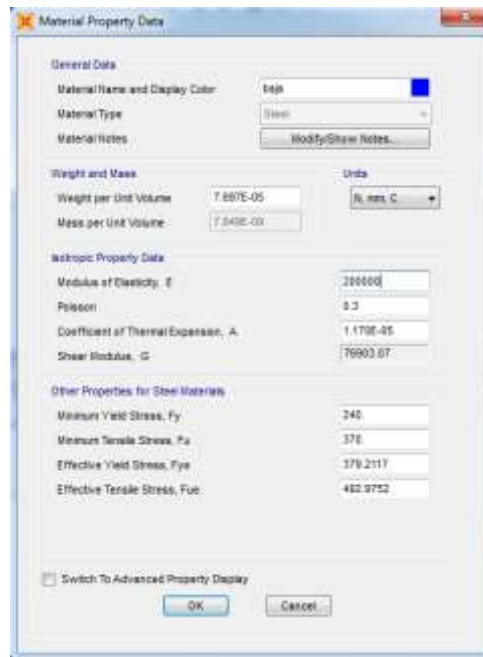 Material Property Data
General Data
Material Name and Display Color baja
Material Type Steel
Material Notes Modify/Show Notes...
Weight and Mass Units
Weight per Unit Volume 7.697E-05 N, mm, C
Mass per Unit Volume 7.849E-09
Isotropic Property Data
Modulus of Elasticity, E 200000
Poisson 0.3
Coefficient of Thermal Expansion, A 1.170E-05
Shear Modulus, G 76903.07
Other Properties for Steel Materials
Minimum Yield Stress, Fy 240.
Minimum Tensile Stress, Fu 370.
Effective Yield Stress, Fye 379.2117
Effective Tensile Stress, Fue 492.9752
Switch To Advanced Property Display
OK Cancel